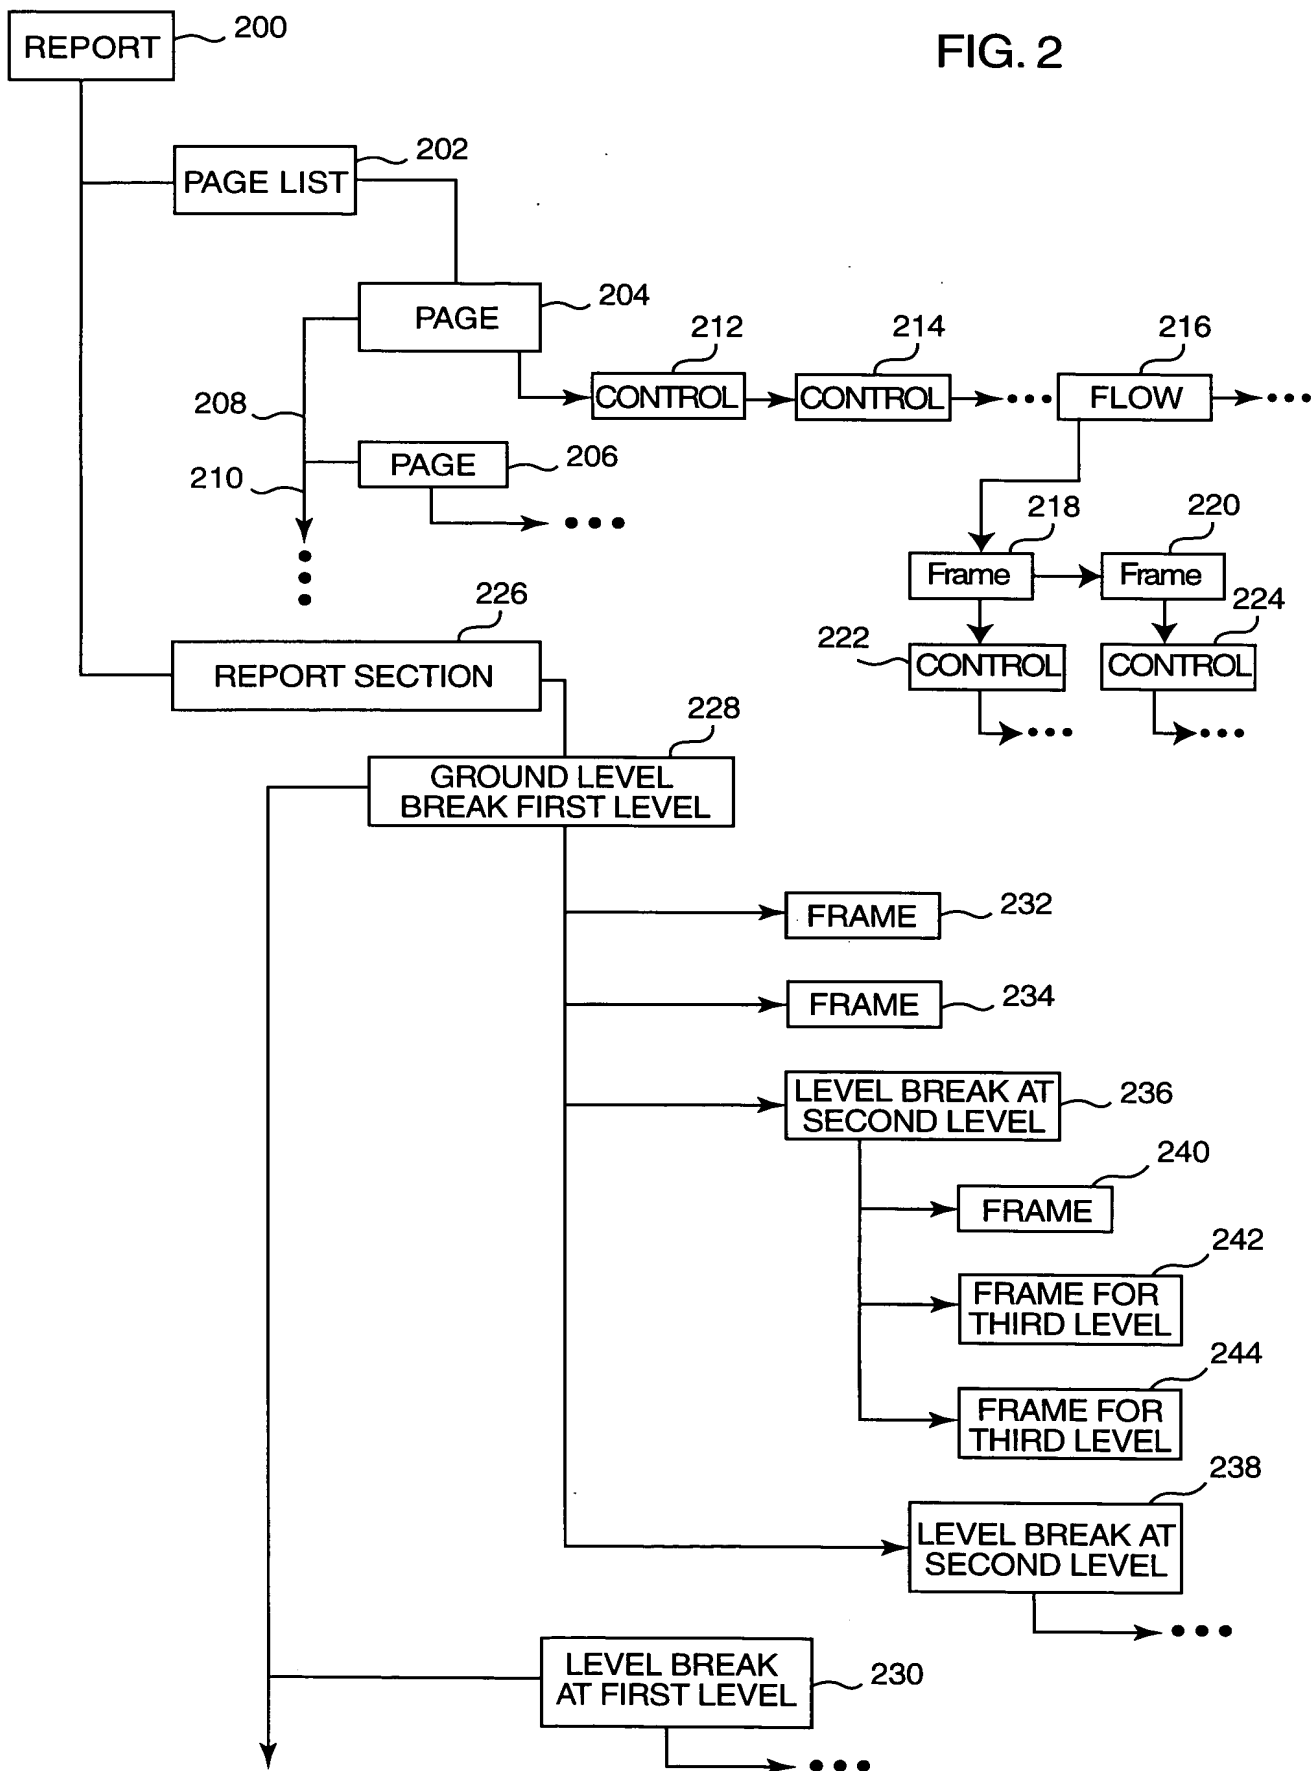 REPORT
200
FIG. 2
PAGE LIST
202
PAGE
204
212
CONTROL
214
CONTROL
•••
216
FLOW
•••
208
210
PAGE
206
•••
•••
218
Frame
220
Frame
222
CONTROL
•••
224
CONTROL
•••
226
REPORT SECTION
228
GROUND LEVEL
BREAK FIRST LEVEL
FRAME
232
FRAME
234
LEVEL BREAK AT
SECOND LEVEL
236
240
FRAME
242
FRAME FOR
THIRD LEVEL
244
FRAME FOR
THIRD LEVEL
238
LEVEL BREAK AT
SECOND LEVEL
•••
LEVEL BREAK
AT FIRST LEVEL
230
•••